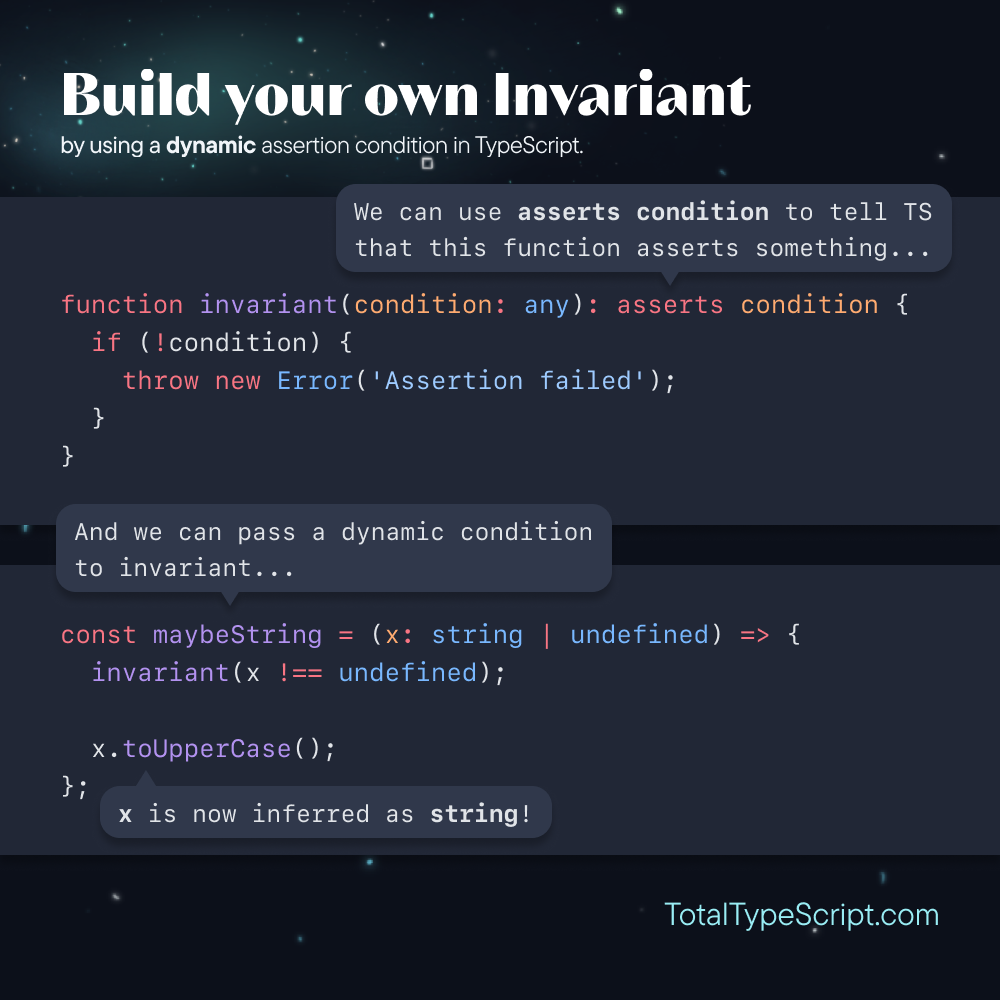 Build your own Invariant
by using a dynamic assertion condition in TypeScript.
We can use asserts condition to tell TS
that this function asserts something...
function invariant(condition: any): asserts condition {
  if (!condition) {
    throw new Error('Assertion failed');
  }
}
And we can pass a dynamic condition
to invariant...
const maybeString = (x: string | undefined) => {
  invariant(x !== undefined);
  x.toUpperCase();
};
x is now inferred as string!
TotalTypeScript.com